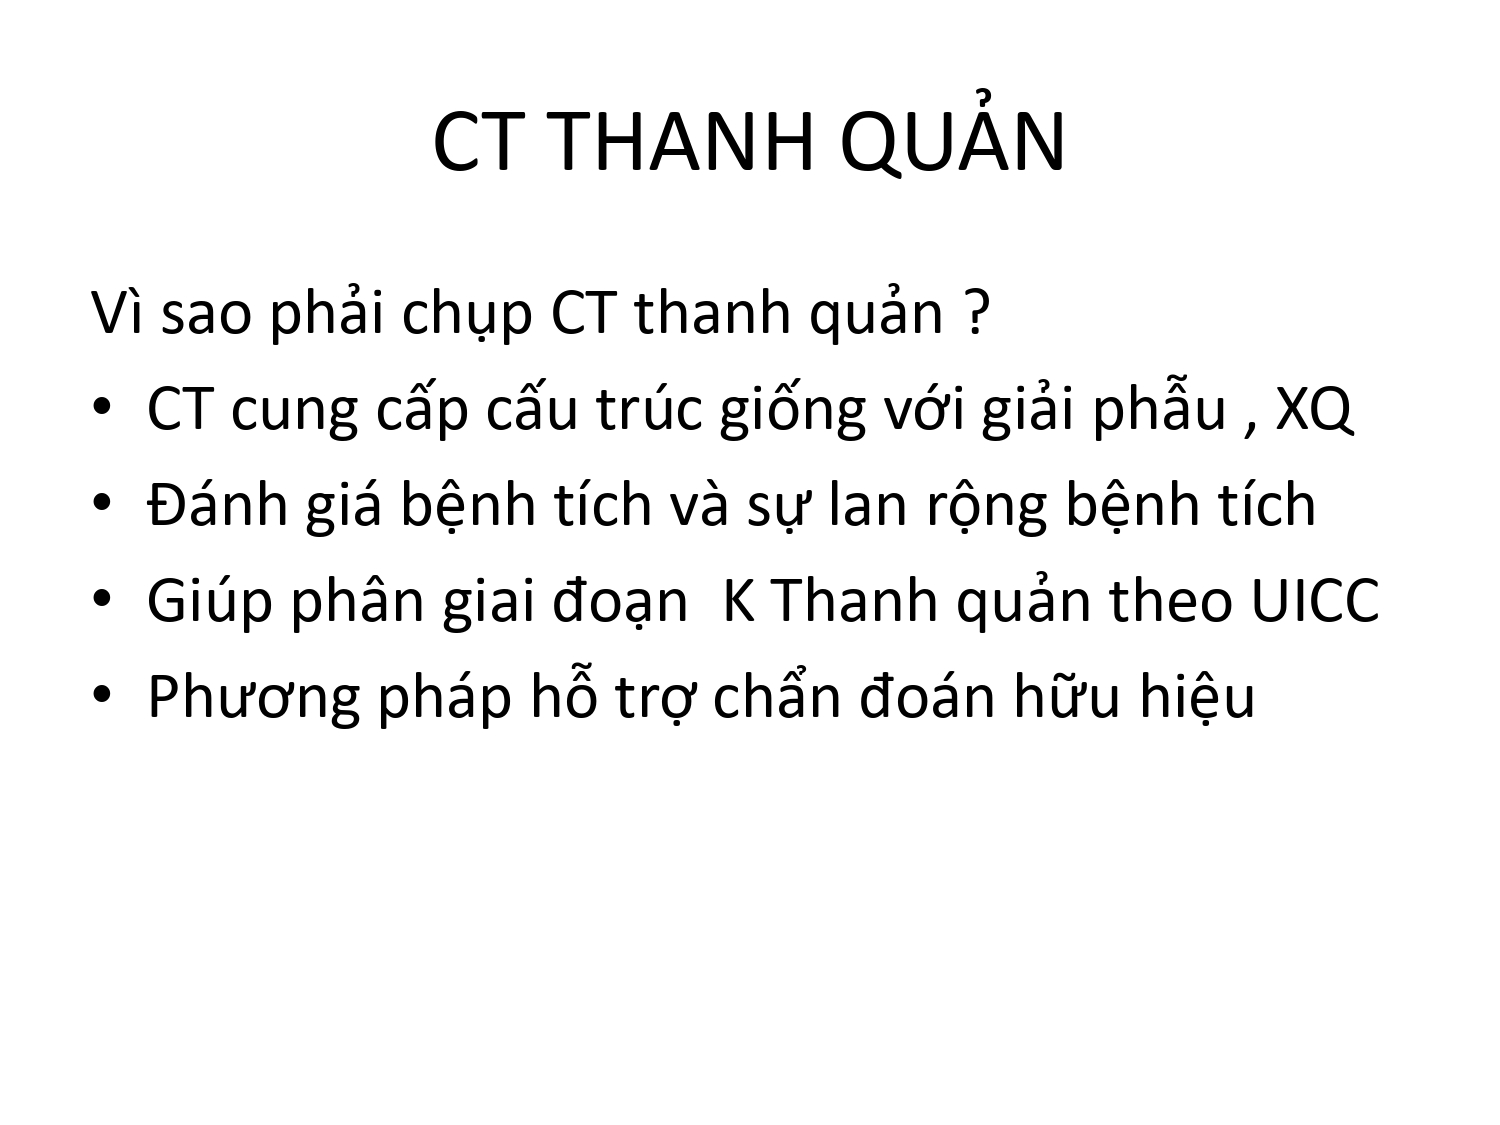 CT THANH QUẢN
Vì sao phải chụp CT thanh quản ?
• CT cung cấp cấu trúc giống với giải phẫu , XQ
• Đánh giá bệnh tích và sự lan rộng bệnh tích
• Giúp phân giai đoạn  K Thanh quản theo UICC
• Phương pháp hỗ trợ chẩn đoán hữu hiệu